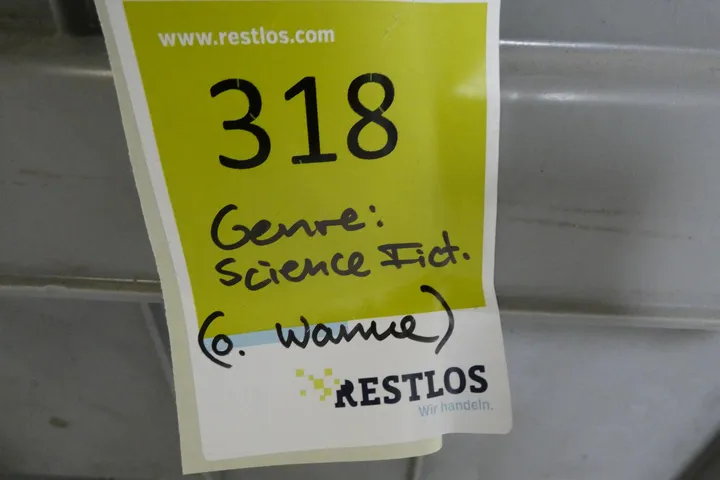 www.restlos.com
318
Genre:
Science Fict.
(o. Wanne)
RESTLOS
Wir handeln.